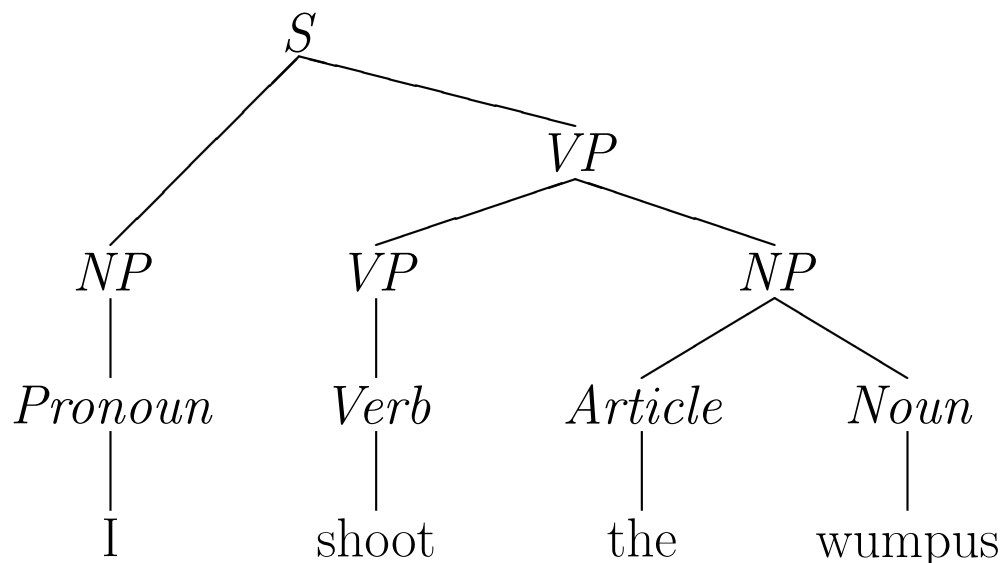 S
VP
NP VP NP
Pronoun Verb Article Noun
I shoot the wumpus